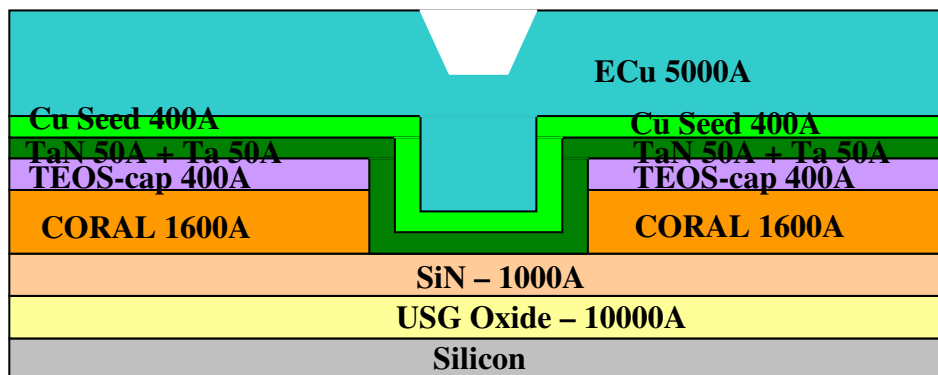 ECu 5000A
Cu Seed 400A
Cu Seed 400A
TaN 50A + Ta 50A
TaN 50A + Ta 50A
TEOS-cap 400A
TEOS-cap 400A
CORAL 1600A
CORAL 1600A
SiN – 1000A
USG Oxide – 10000A
Silicon